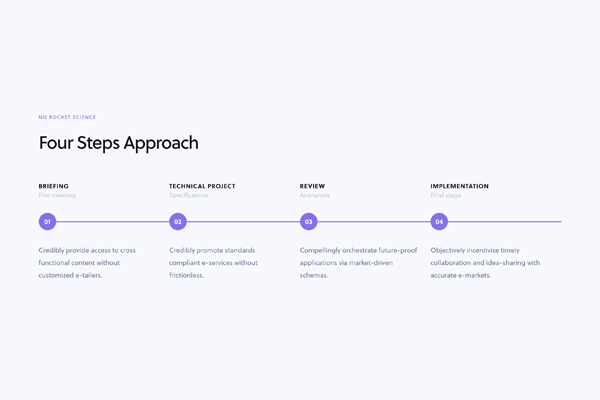 NO ROCKET SCIENCE
Four Steps Approach
BRIEFING
First meeting
01
Credibly provide access to cross
functional content without
customized e-tailers.
TECHNICAL PROJECT
Specifications
02
Credibly promote standards
compliant e-services without
frictionless.
REVIEW
03
Compellingly orchestrate future-proof
applications via market-driven
schemas.
IMPLEMENTATION
Final stage
04
Objectively incentivize timely
collaboration and idea-sharing with
accurate e-markets.